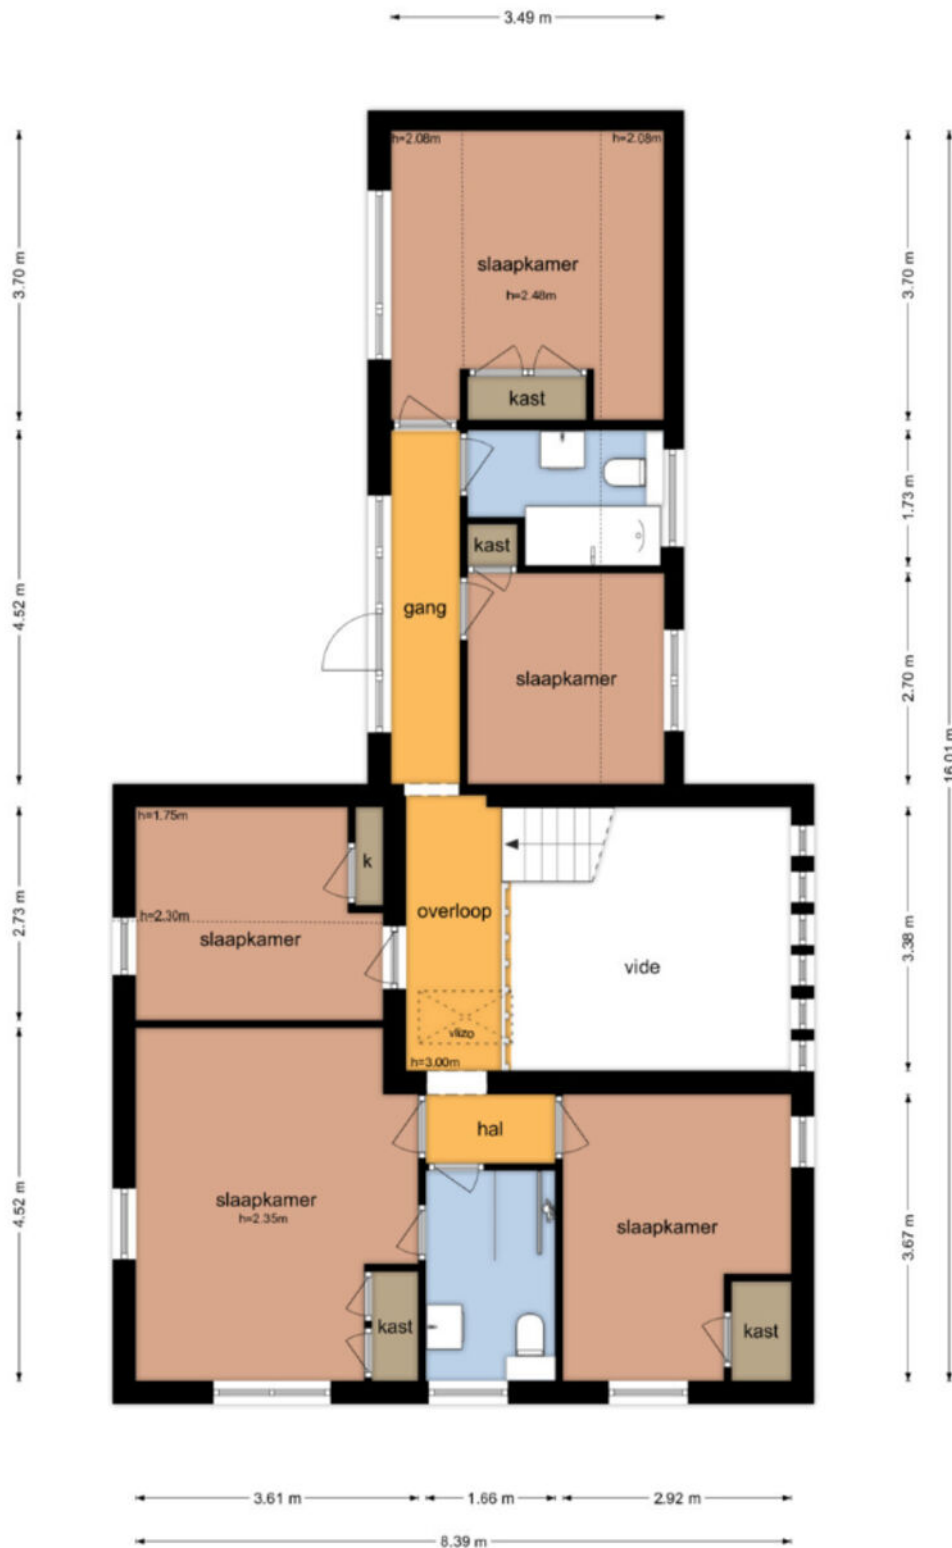 3.49 m
h=2.08m
h=2.08m
3.70 m
3.70 m
slaapkamer
h=2.48m
kast
1.73 m
kast
4.52 m
gang
2.70 m
slaapkamer
16.01 m
h=1.75m
k
2.73 m
h=2.30m
overloop
3.38 m
slaapkamer
vide
vlizo
h=3.00m
hal
4.52 m
slaapkamer
h=2.35m
slaapkamer
3.67 m
kast
kast
3.61 m
1.66 m
2.92 m
8.39 m